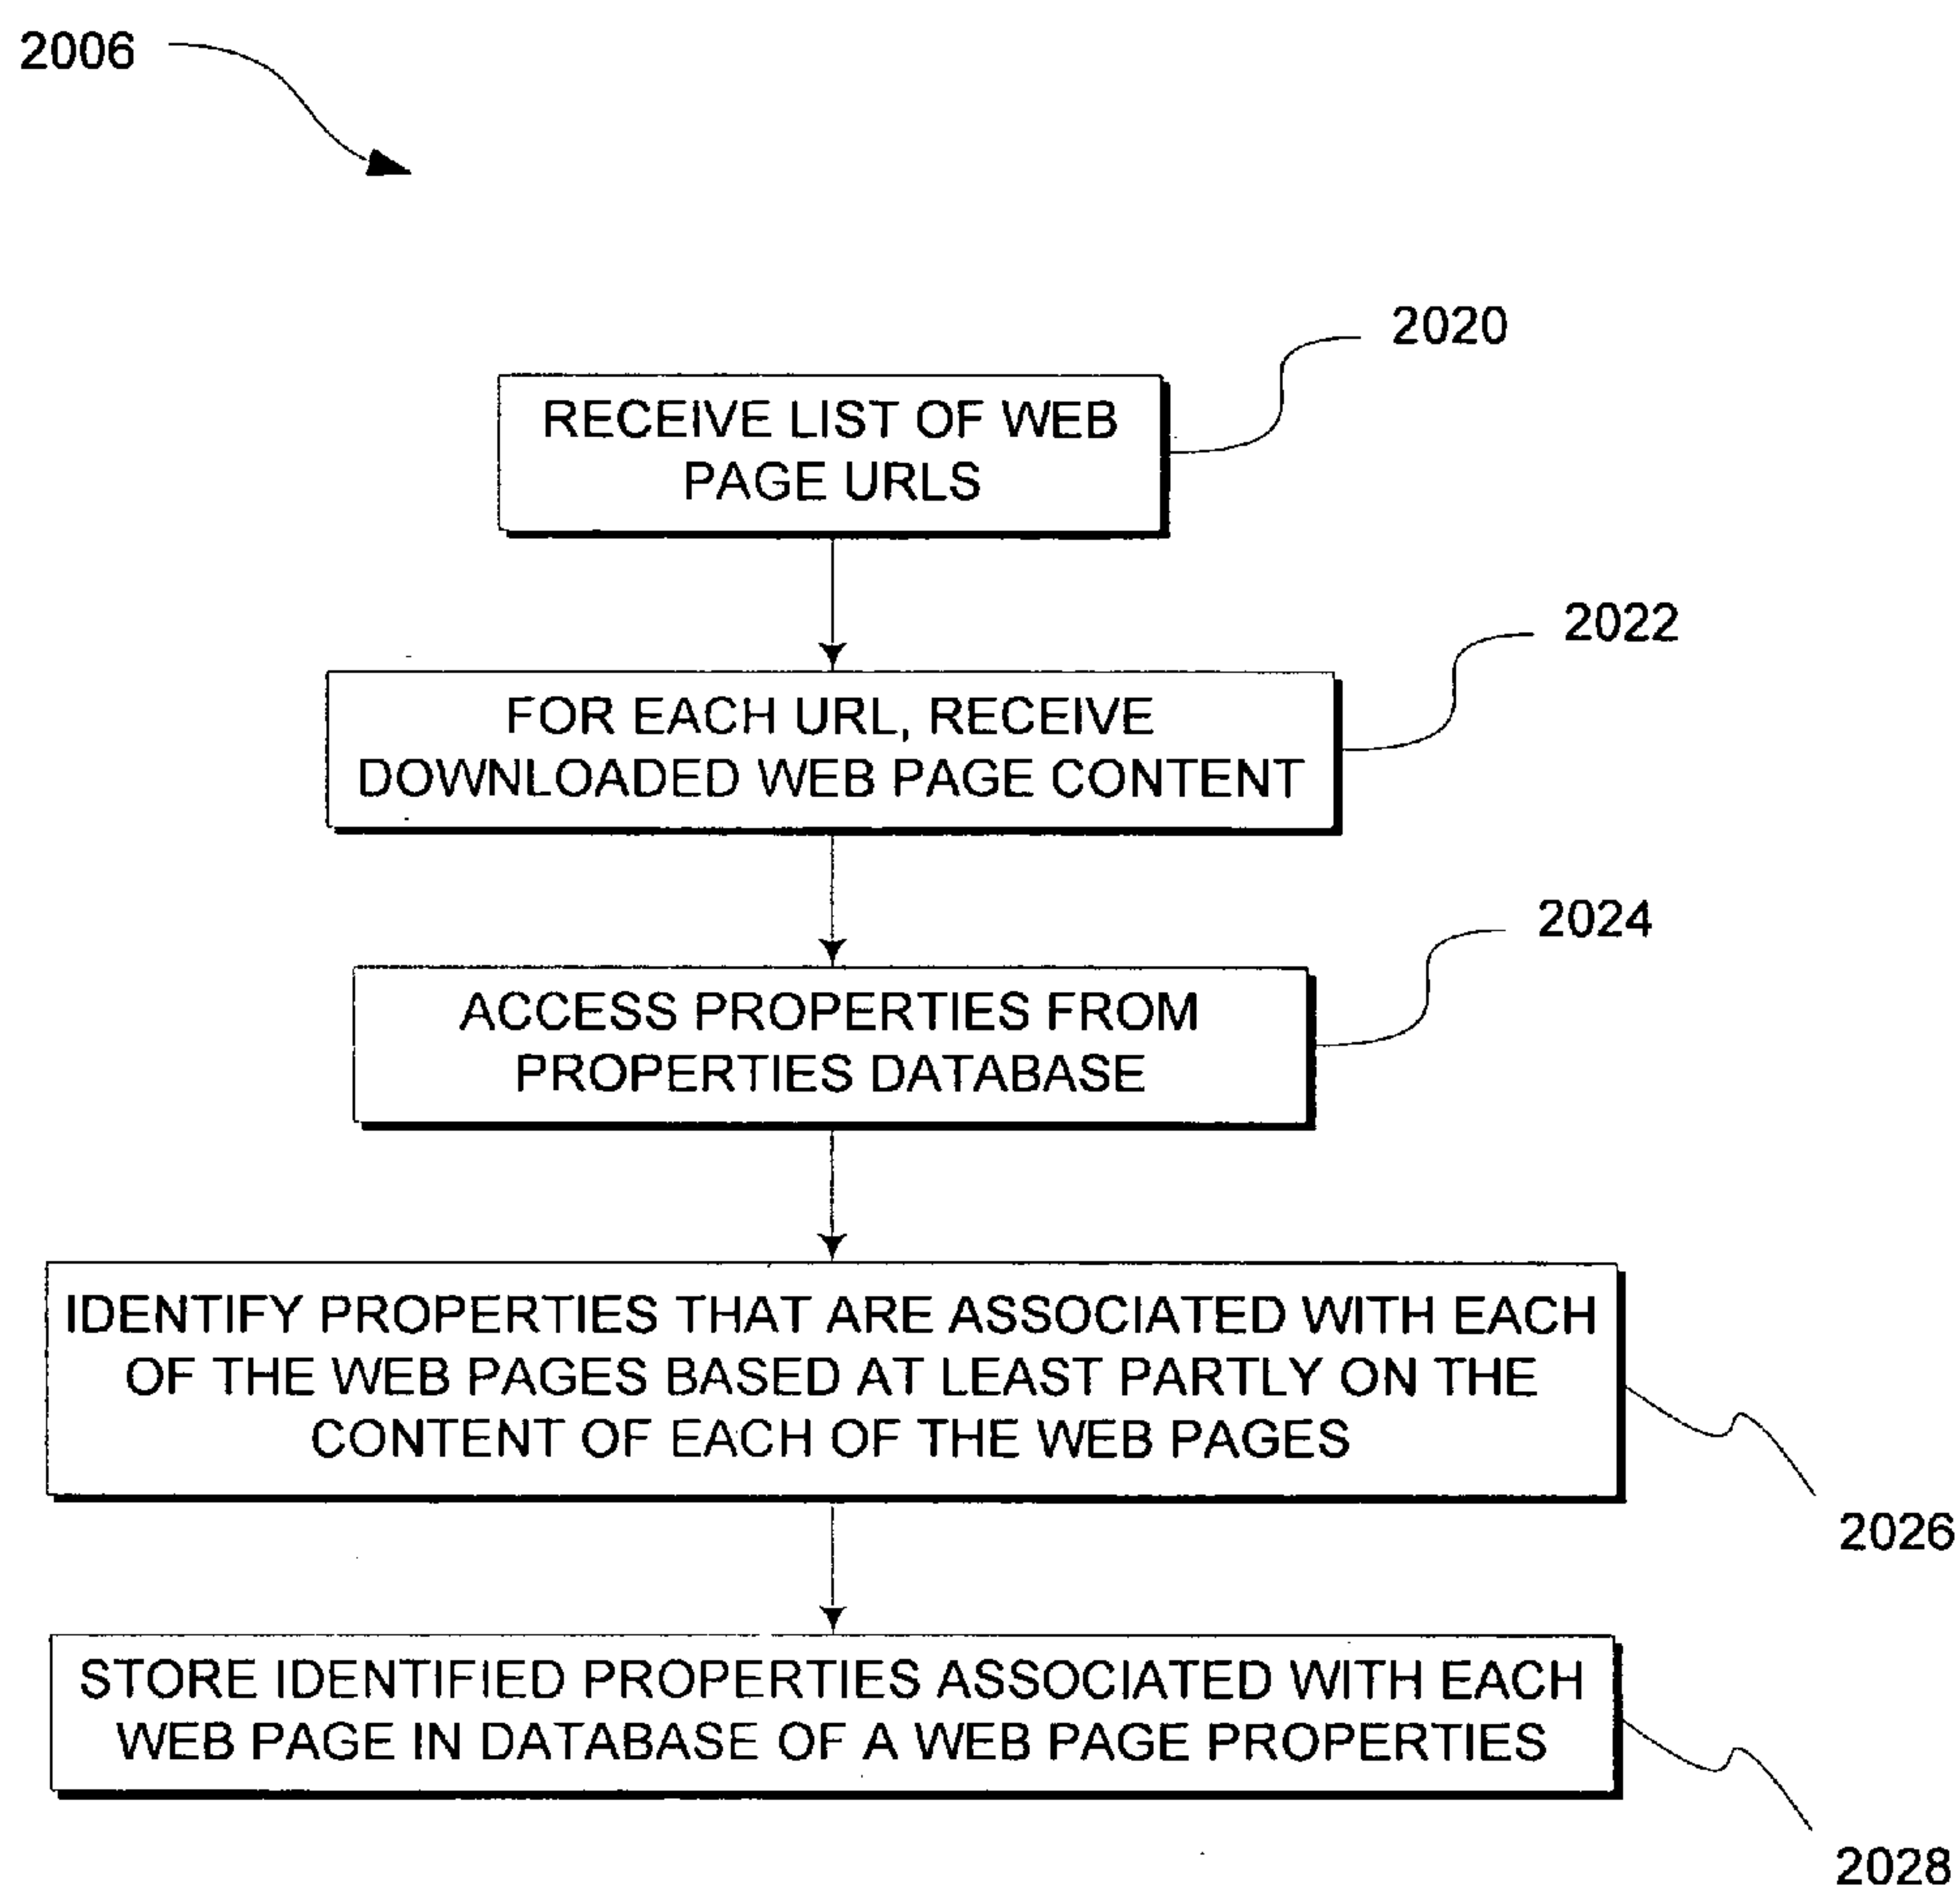 2006
2020
RECEIVE LIST OF WEB
PAGE URLS
2022
FOR EACH URL, RECEIVE
DOWNLOADED WEB PAGE CONTENT
2024
ACCESS PROPERTIES FROM
PROPERTIES DATABASE
IDENTIFY PROPERTIES THAT ARE ASSOCIATED WITH EACH
OF THE WEB PAGES BASED AT LEAST PARTLY ON THE
CONTENT OF EACH OF THE WEB PAGES
2026
STORE IDENTIFIED PROPERTIES ASSOCIATED WITH EACH
WEB PAGE IN DATABASE OF A WEB PAGE PROPERTIES
2028